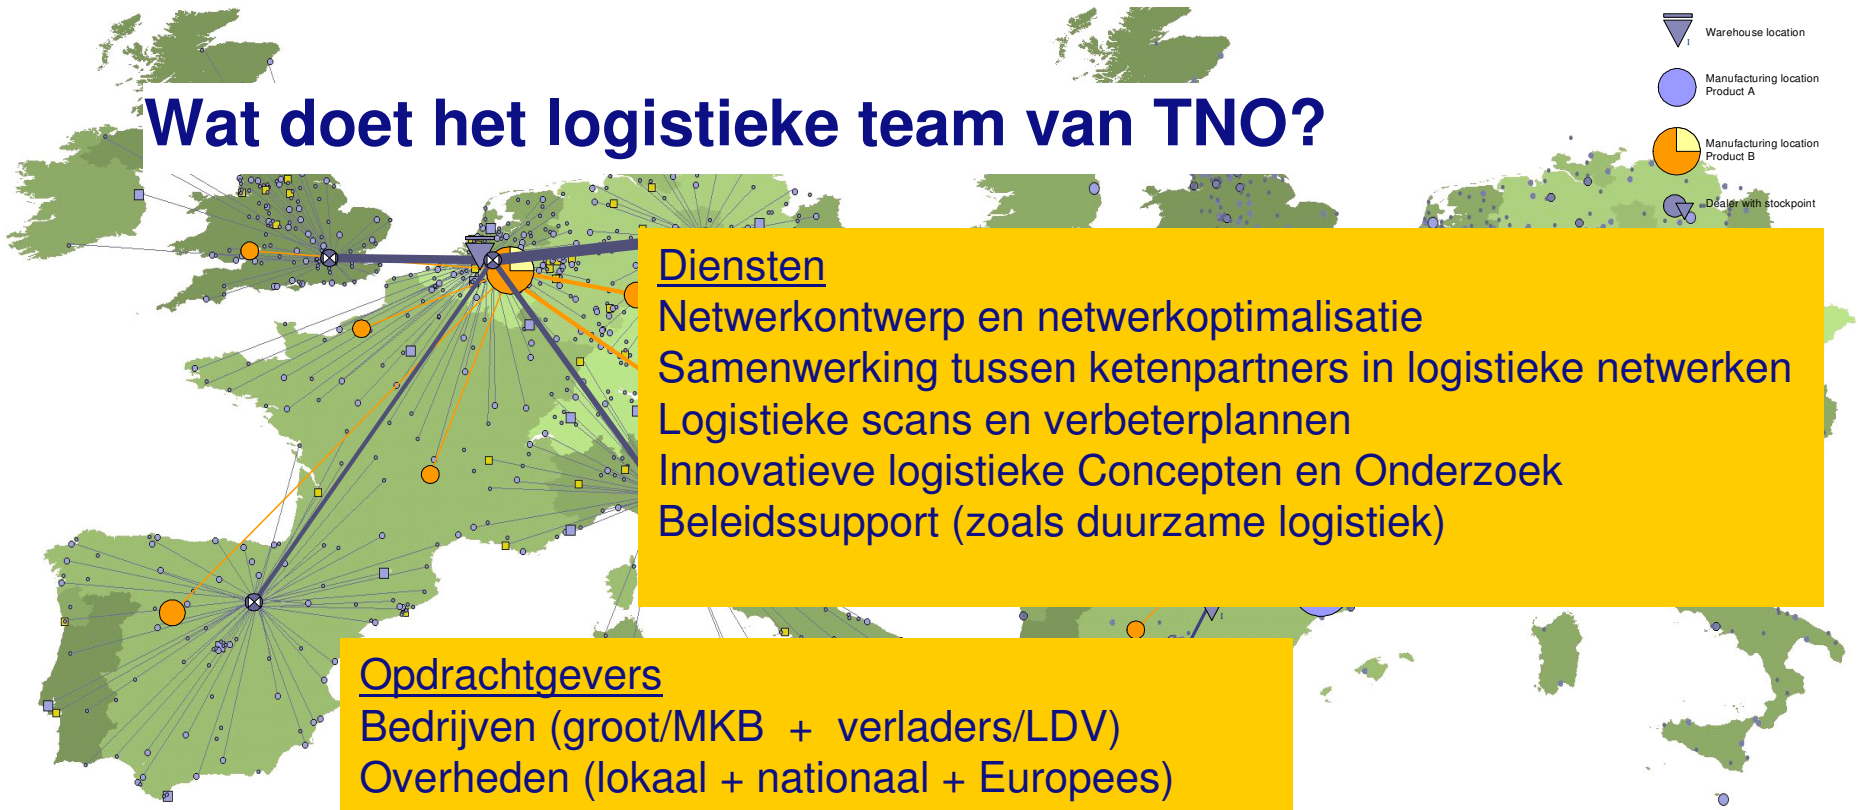 Warehouse location
Manufacturing location
Product A
Wat doet het logistieke team van TNO?
Manufacturing location
Product B
Dealer with stockpoint
Diensten
Netwerkontwerp en netwerkoptimalisatie
Samenwerking tussen ketenpartners in logistieke netwerken
Logistieke scans en verbeterplannen
Innovatieve logistieke Concepten en Onderzoek
Beleidssupport (zoals duurzame logistiek)
Opdrachtgevers
Bedrijven (groot/MKB + verladers/LDV)
Overheden (lokaal + nationaal + Europees)